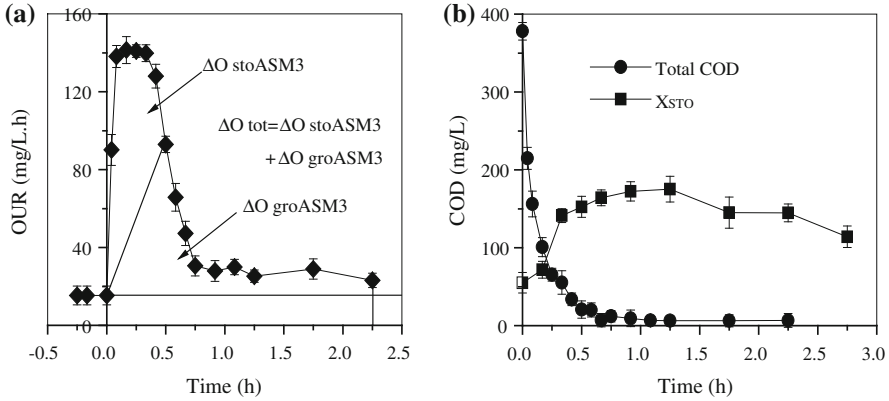 (a)
160
120
80
40
0
OUR (mg/L.h)
ΔO stoASM3
ΔO tot=ΔO stoASM3
+ΔO groASM3
ΔO groASM3
-0.5
0.0
0.5
1.0
1.5
2.0
2.5
Time (h)
(b)
400
300
200
100
0
COD (mg/L)
Total COD
XSTO
0.0
0.5
1.0
1.5
2.0
2.5
3.0
Time (h)